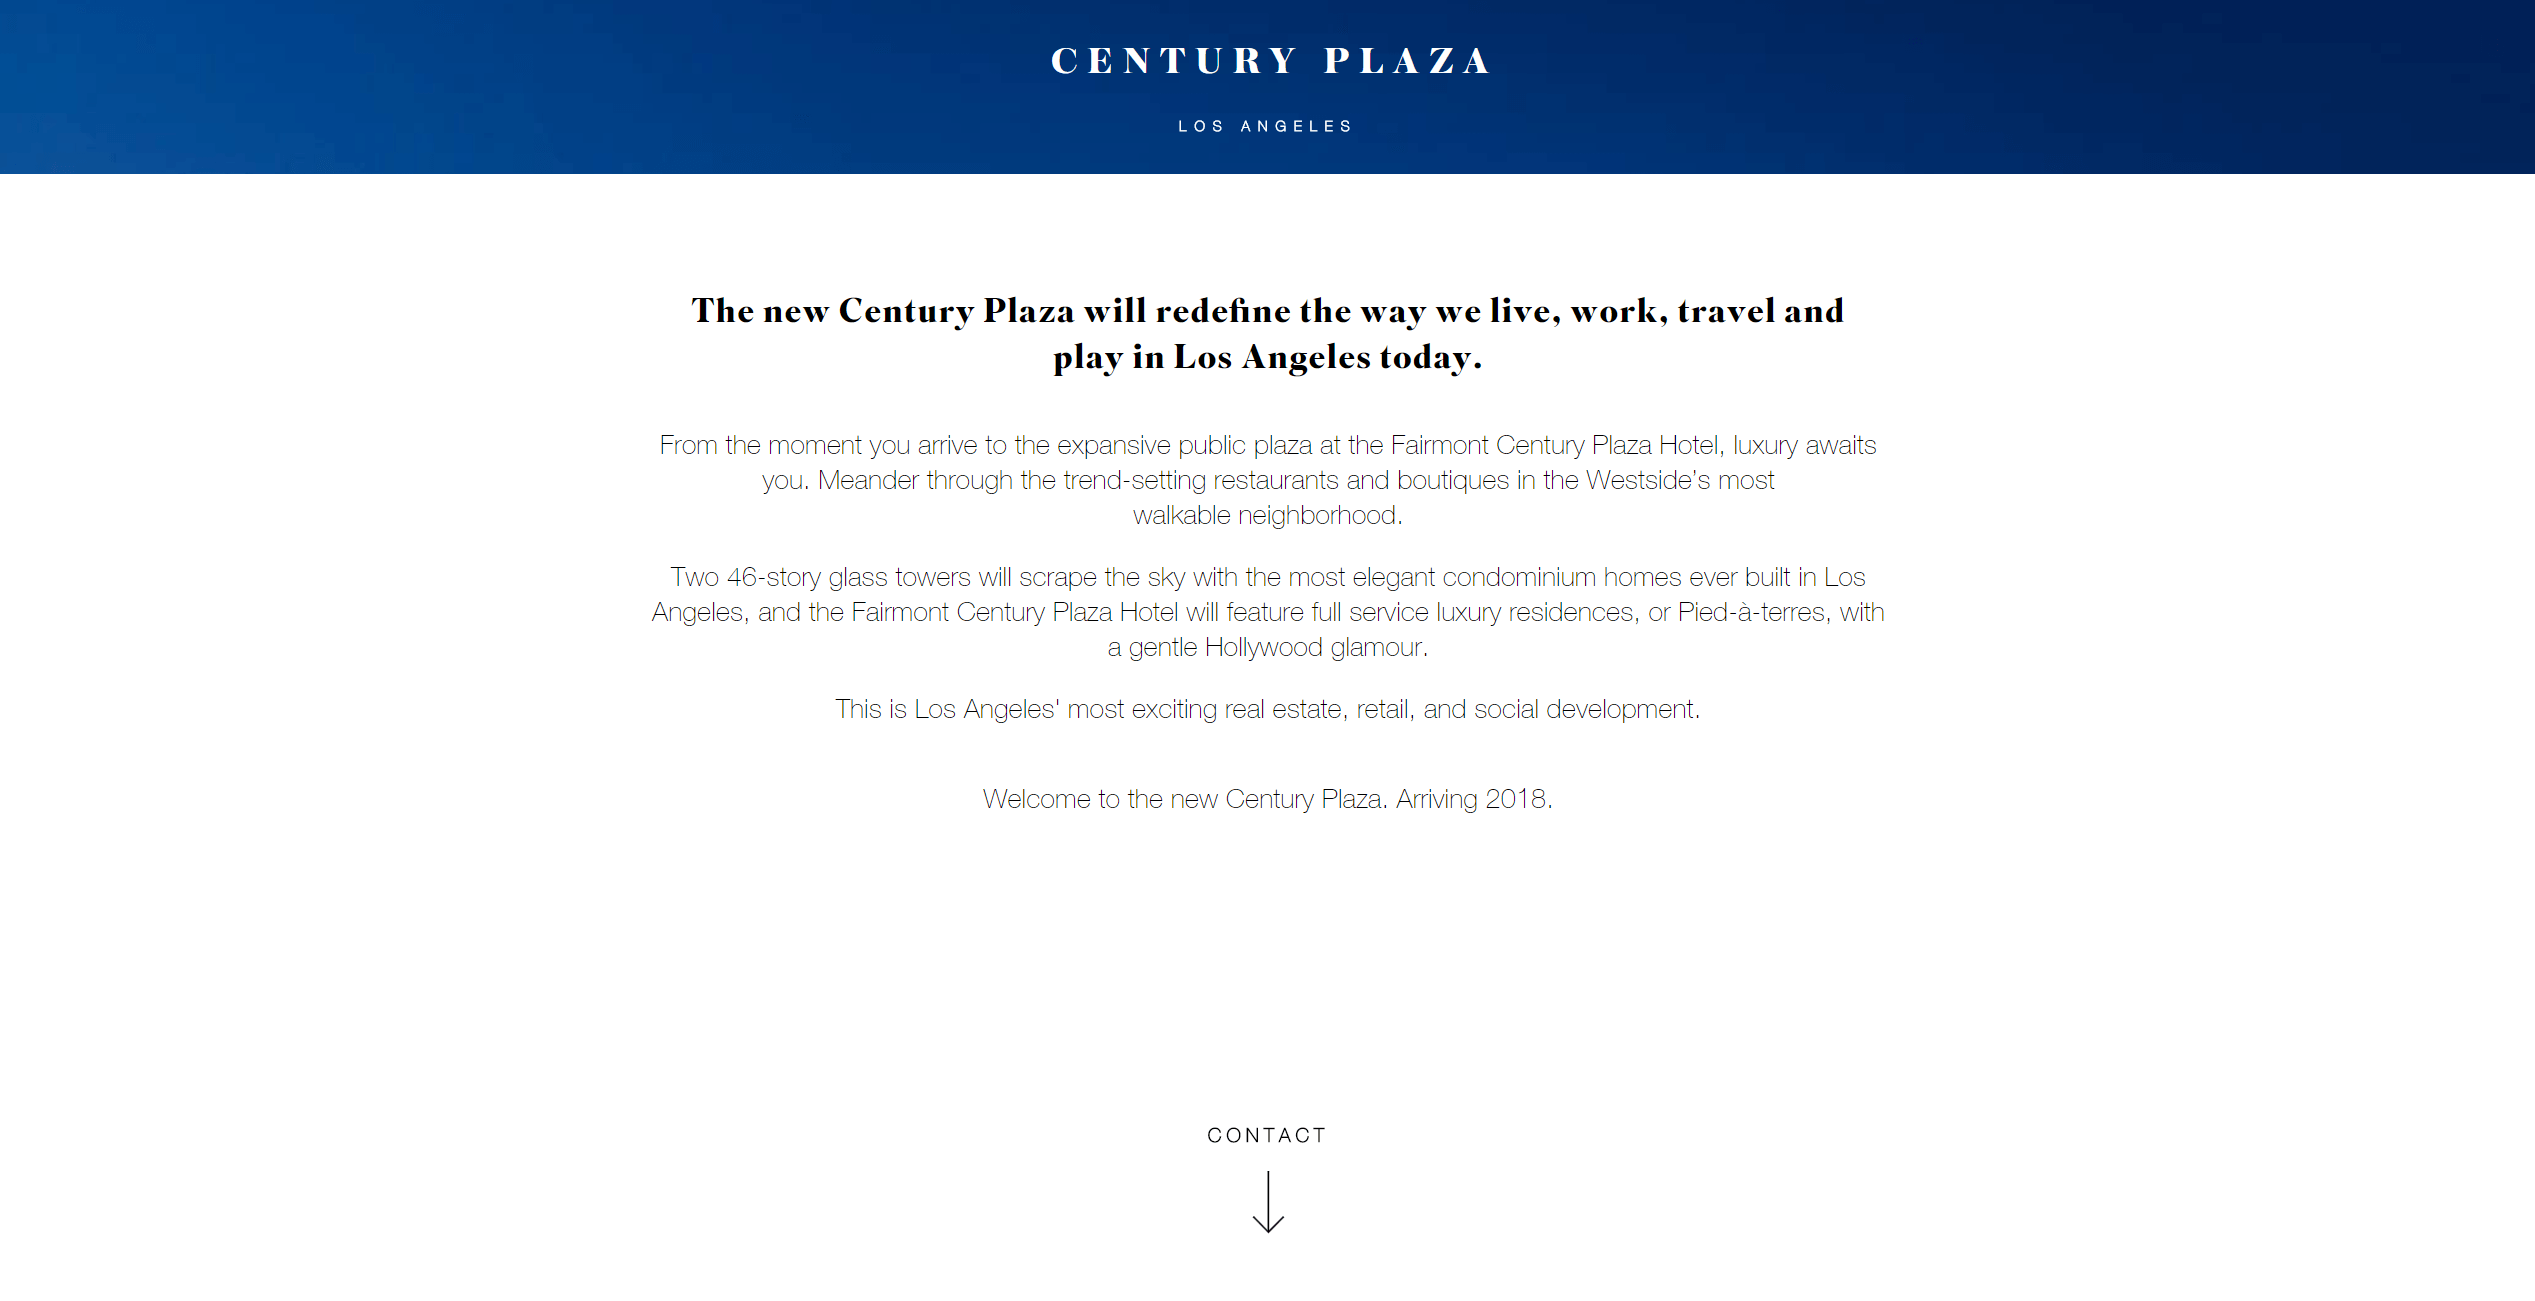 CENTURY PLAZA
LOS ANGELES
The new Century Plaza will redefine the way we live, work, travel and
play in Los Angeles today.
From the moment you arrive to the expansive public plaza at the Fairmont Century Plaza Hotel, luxury awaits
you. Meander through the trend-setting restaurants and boutiques in the Westside’s most
walkable neighborhood.
Two 46-story glass towers will scrape the sky with the most elegant condominium homes ever built in Los
Angeles, and the Fairmont Century Plaza Hotel will feature full service luxury residences, or Pied-à-terres, with
a gentle Hollywood glamour.
This is Los Angeles' most exciting real estate, retail, and social development.
Welcome to the new Century Plaza. Arriving 2018.
CONTACT